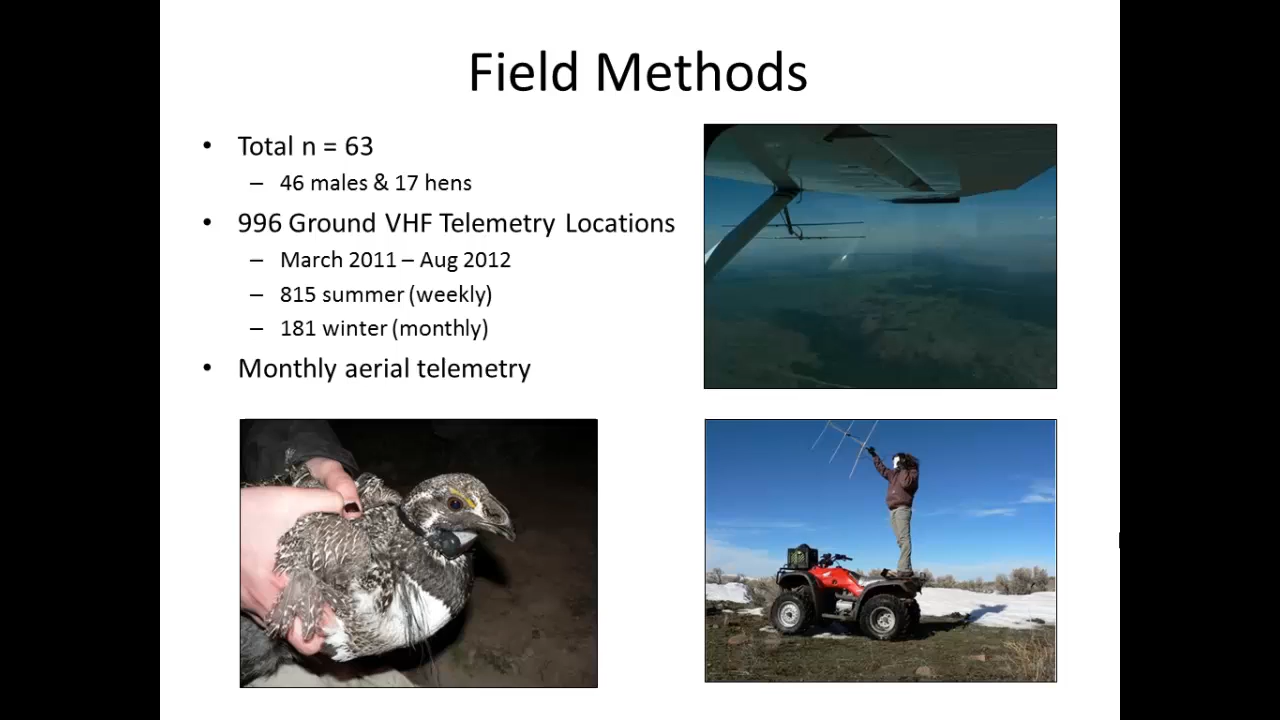 Field Methods
• Total n = 63
– 46 males & 17 hens
• 996 Ground VHF Telemetry Locations
– March 2011 – Aug 2012
– 815 summer (weekly)
– 181 winter (monthly)
• Monthly aerial telemetry